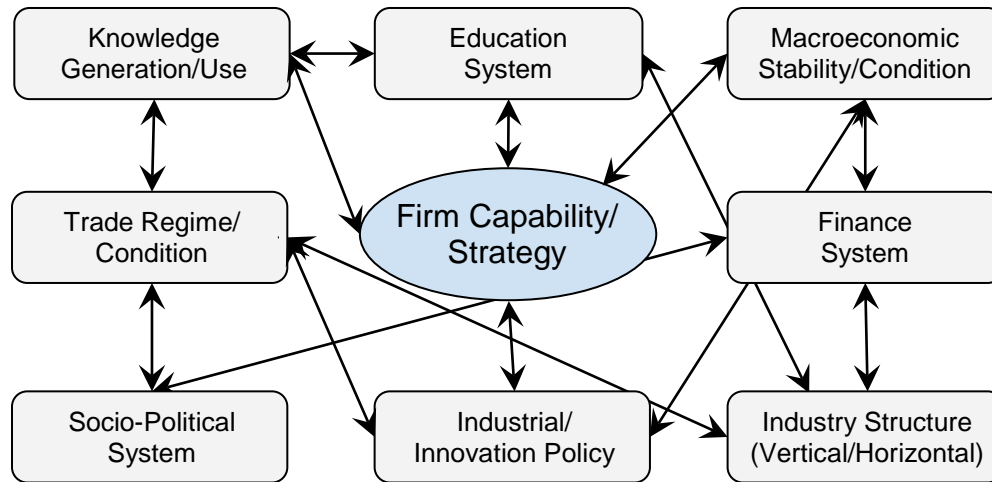 Knowledge
Generation/Use
Education
System
Macroeconomic
Stability/Condition
Trade Regime/
Condition
Firm Capability/
Strategy
Finance
System
Socio-Political
System
Industrial/
Innovation Policy
Industry Structure
(Vertical/Horizontal)